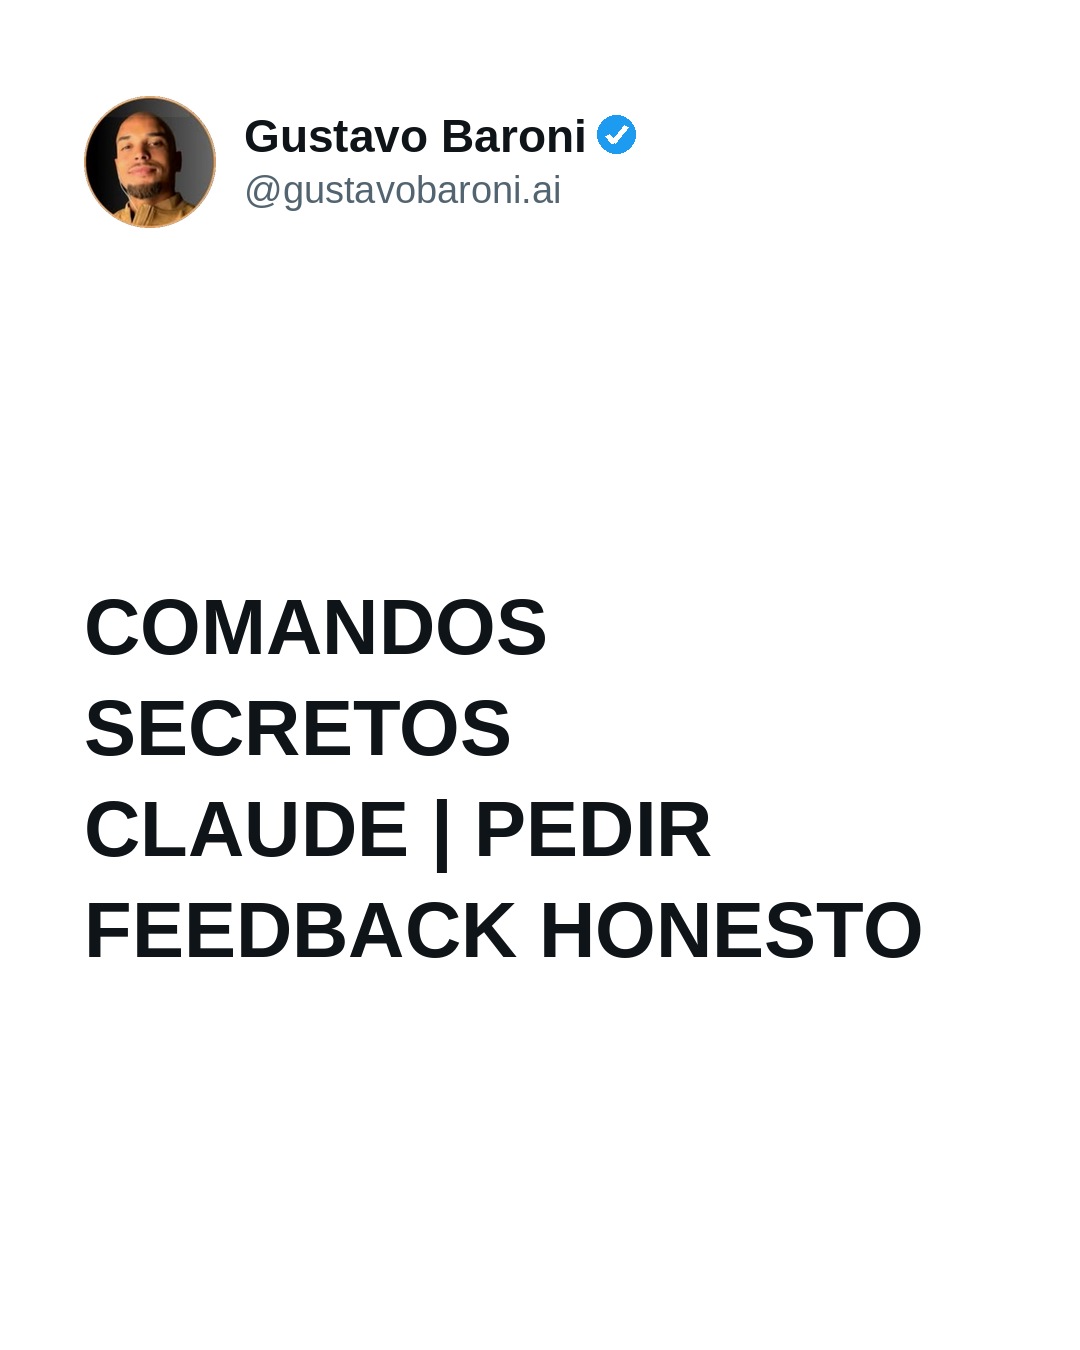 Gustavo Baroni
@gustavobaroni.ai
COMANDOS
SECRETOS
CLAUDE | PEDIR
FEEDBACK HONESTO